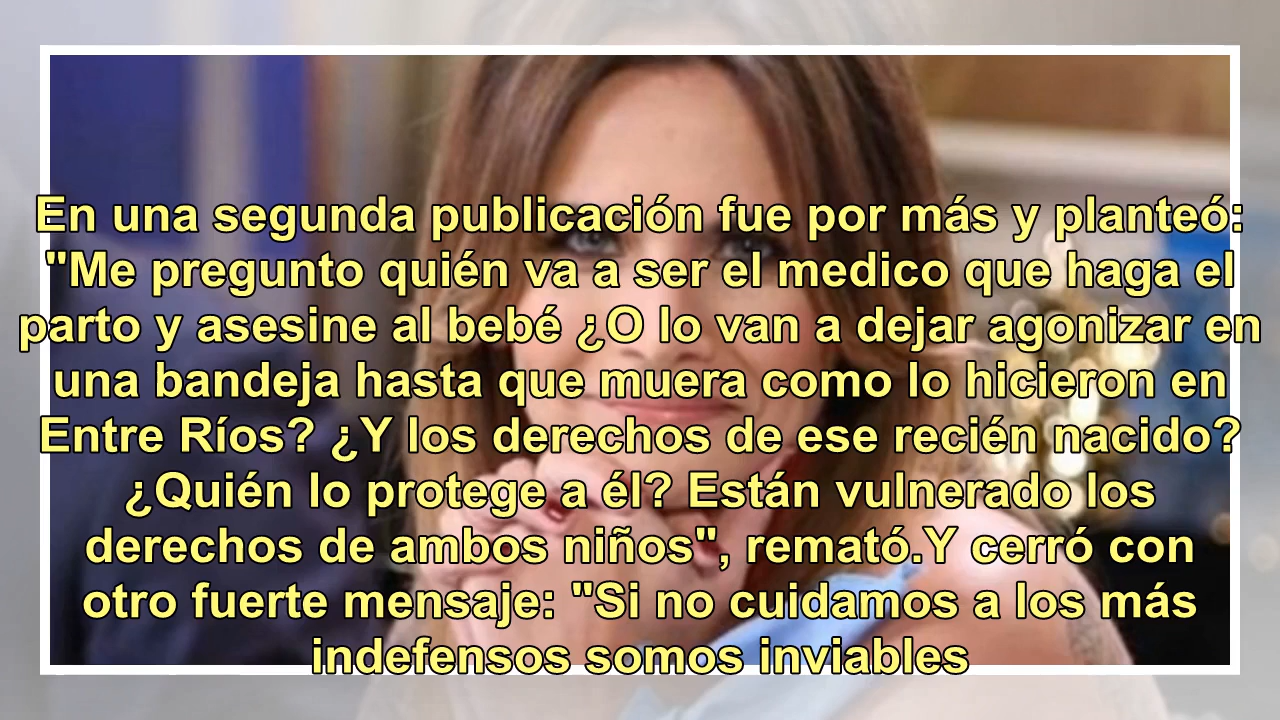 En una segunda publicación fue por más y planteó:
"Me pregunto quién va a ser el medico que haga el
parto y asesine al bebé ¿O lo van a dejar agonizar en
una bandeja hasta que muera como lo hicieron en
Entre Ríos? ¿Y los derechos de ese recién nacido?
¿Quién lo protege a él? Están vulnerado los
derechos de ambos niños", remató.Y cerró con
otro fuerte mensaje: "Si no cuidamos a los más
indefensos somos inviables